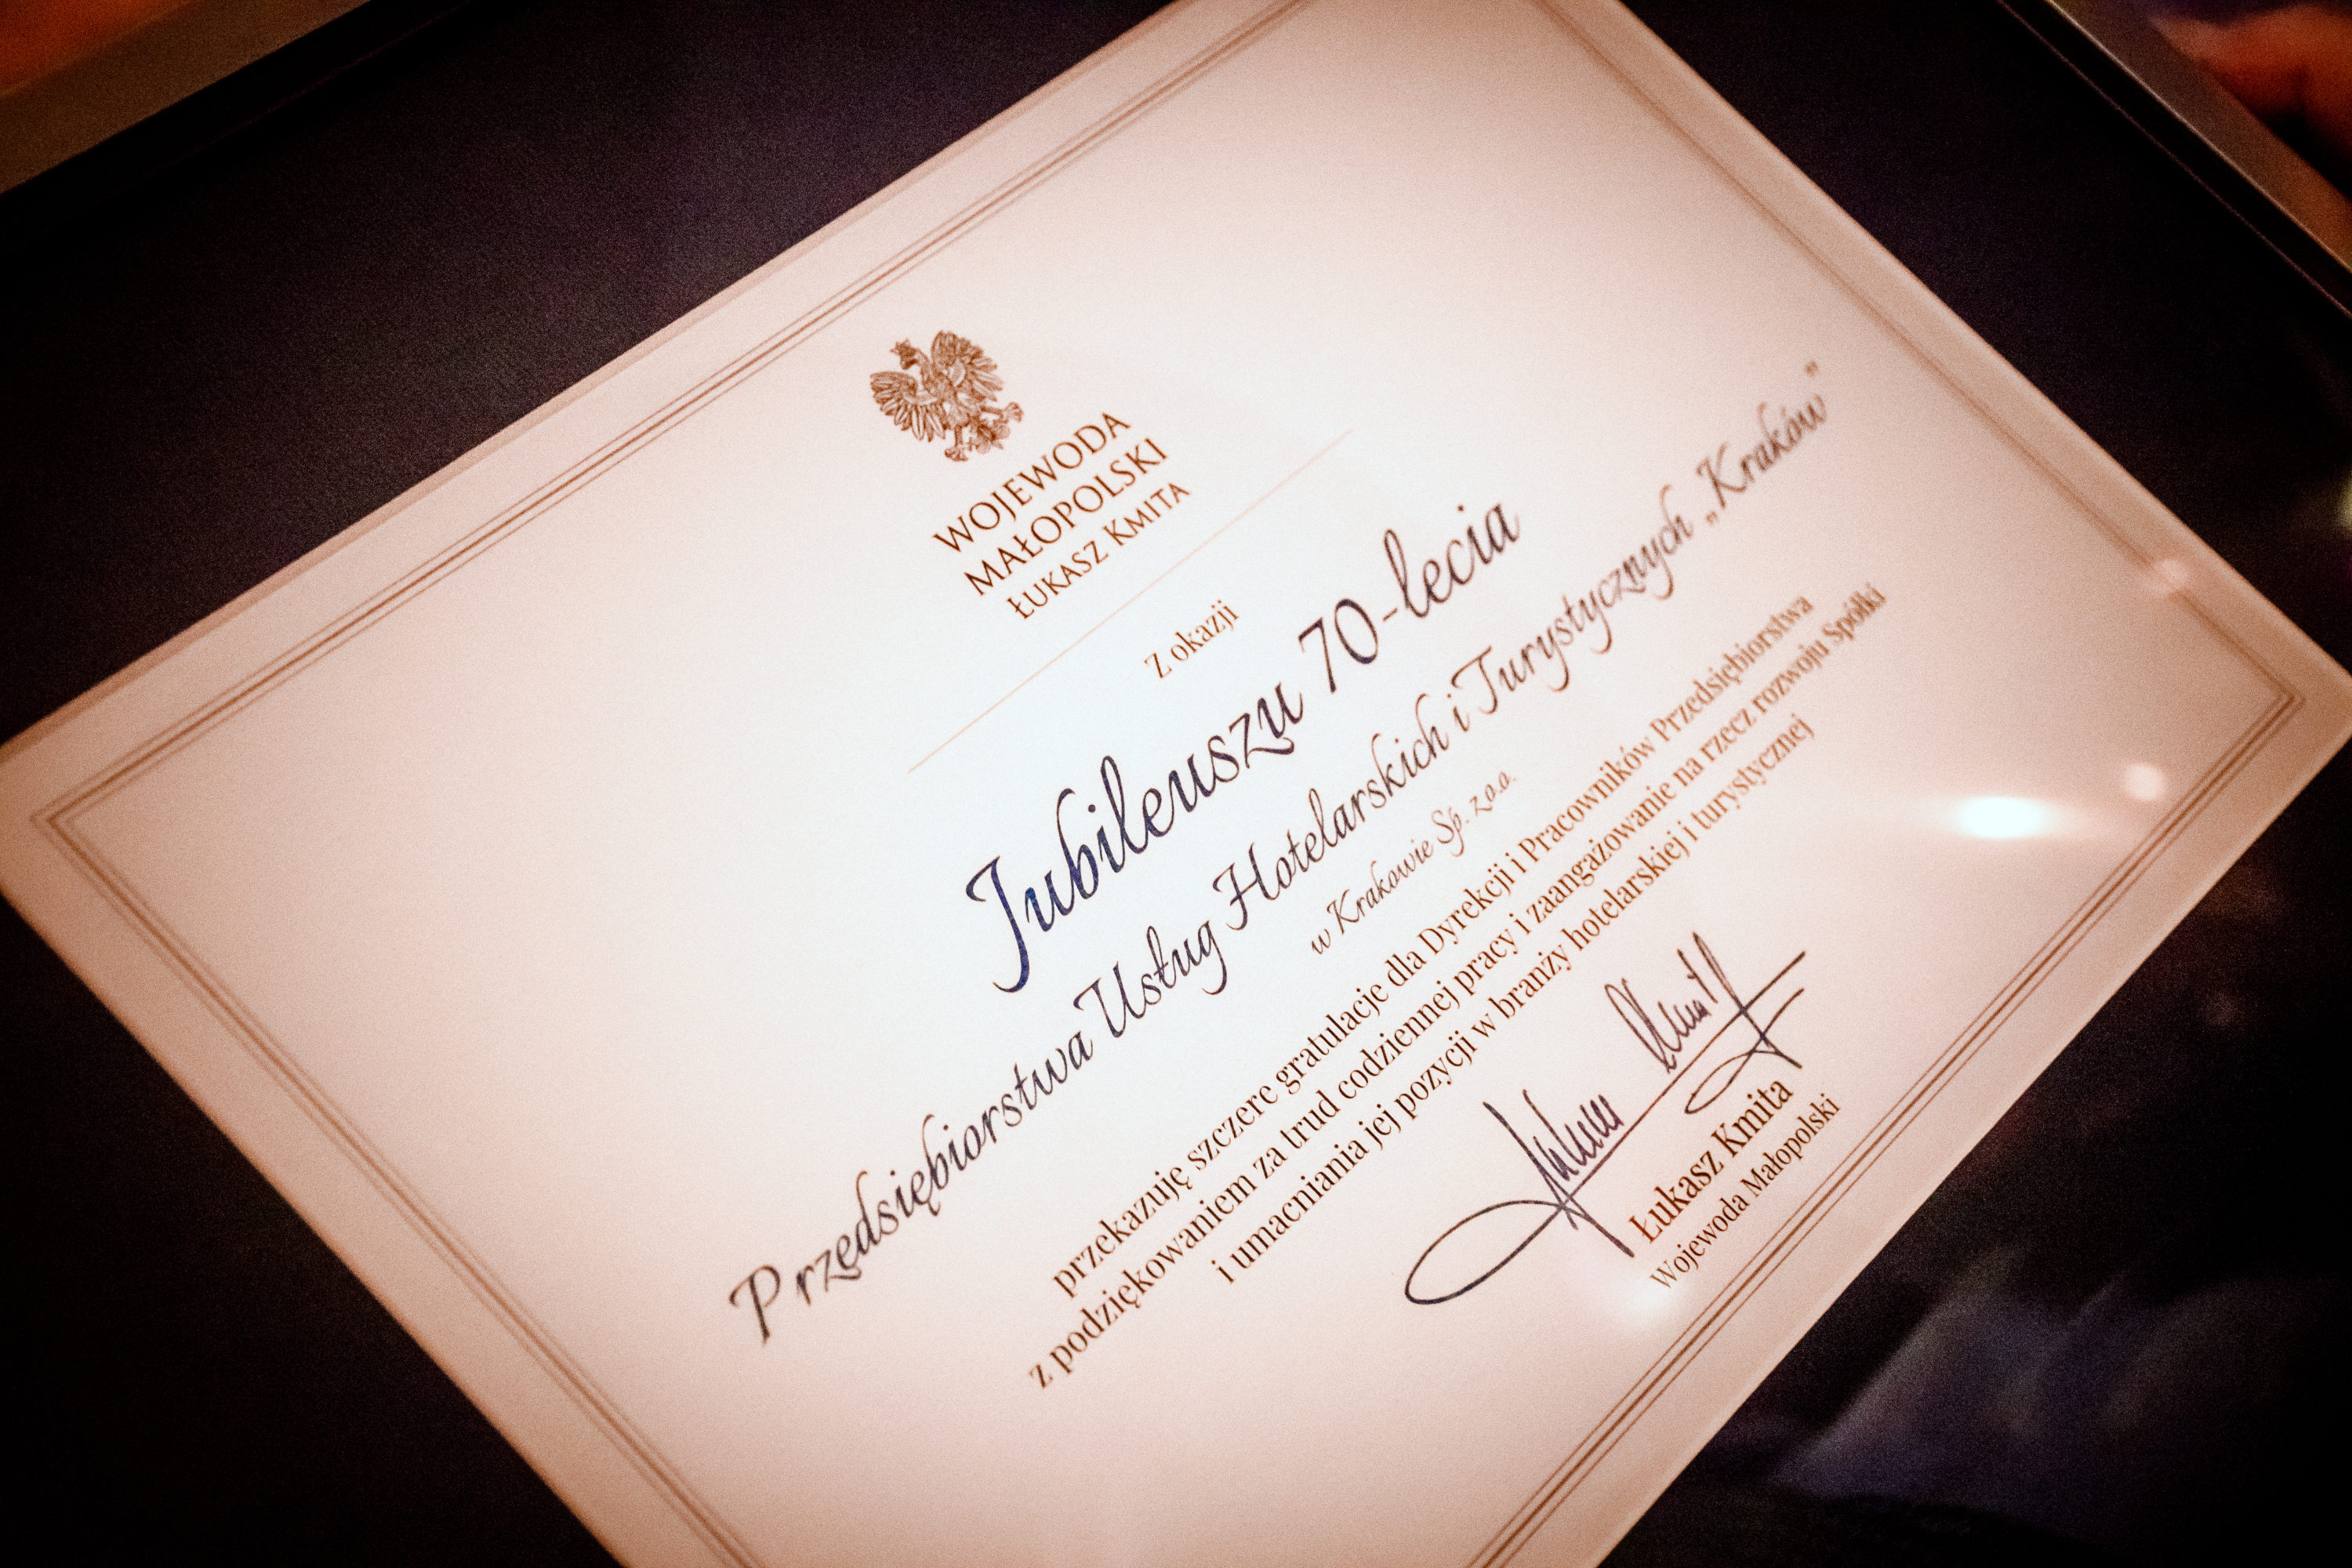 WOJEWODA
MAŁOPOLSKI
ŁUKASZ KMITA
Z okazji
Jubileuszu 70-lecia
Przedsiębiorstwa Usług Hotelarskich i Turystycznych „Kraków"
w Krakowie Sp. z o.o.
przekazuję szczere gratulacje dla Dyrekcji i Pracowników Przedsiębiorstwa
z podziękowaniem za trud codziennej pracy i zaangażowanie na rzecz rozwoju Spółki
i umacniania jej pozycji w branży hotelarskiej i turystycznej
Łukasz Kmita
Wojewoda Małopolski